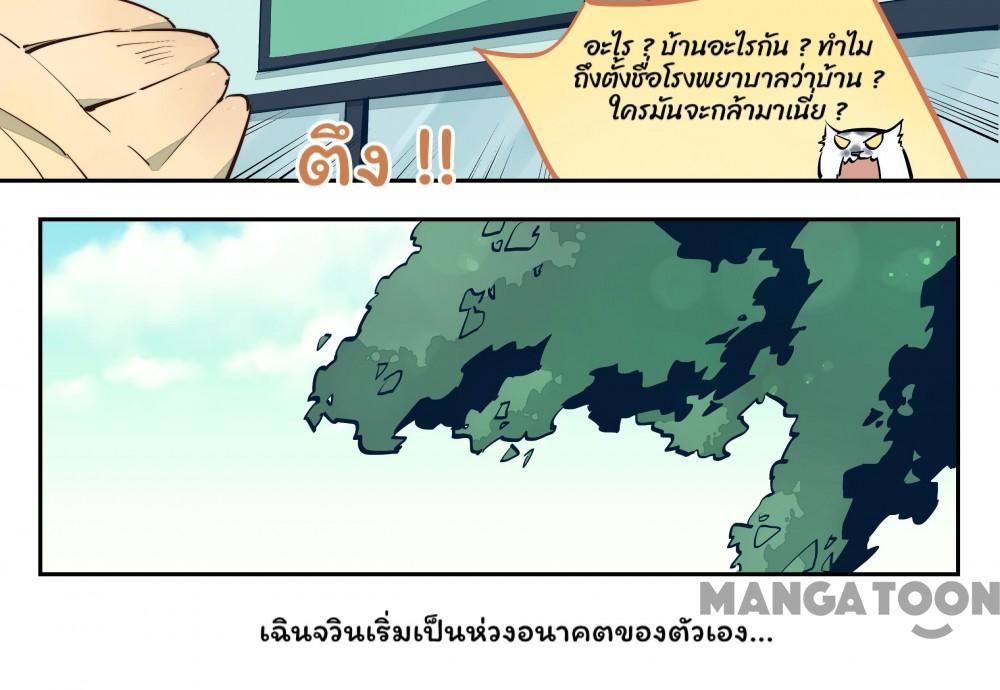 อะไร ? บ้านอะไรกัน ? ทำไม
ถึงตั้งชื่อโรงพยาบาลว่าบ้าน ?
ใครมันจะกล้ามาเนี่ย ?
ตึง !!
MANGATOON
เฉินจวินเริ่มเป็นห่วงอนาคตของตัวเอง...